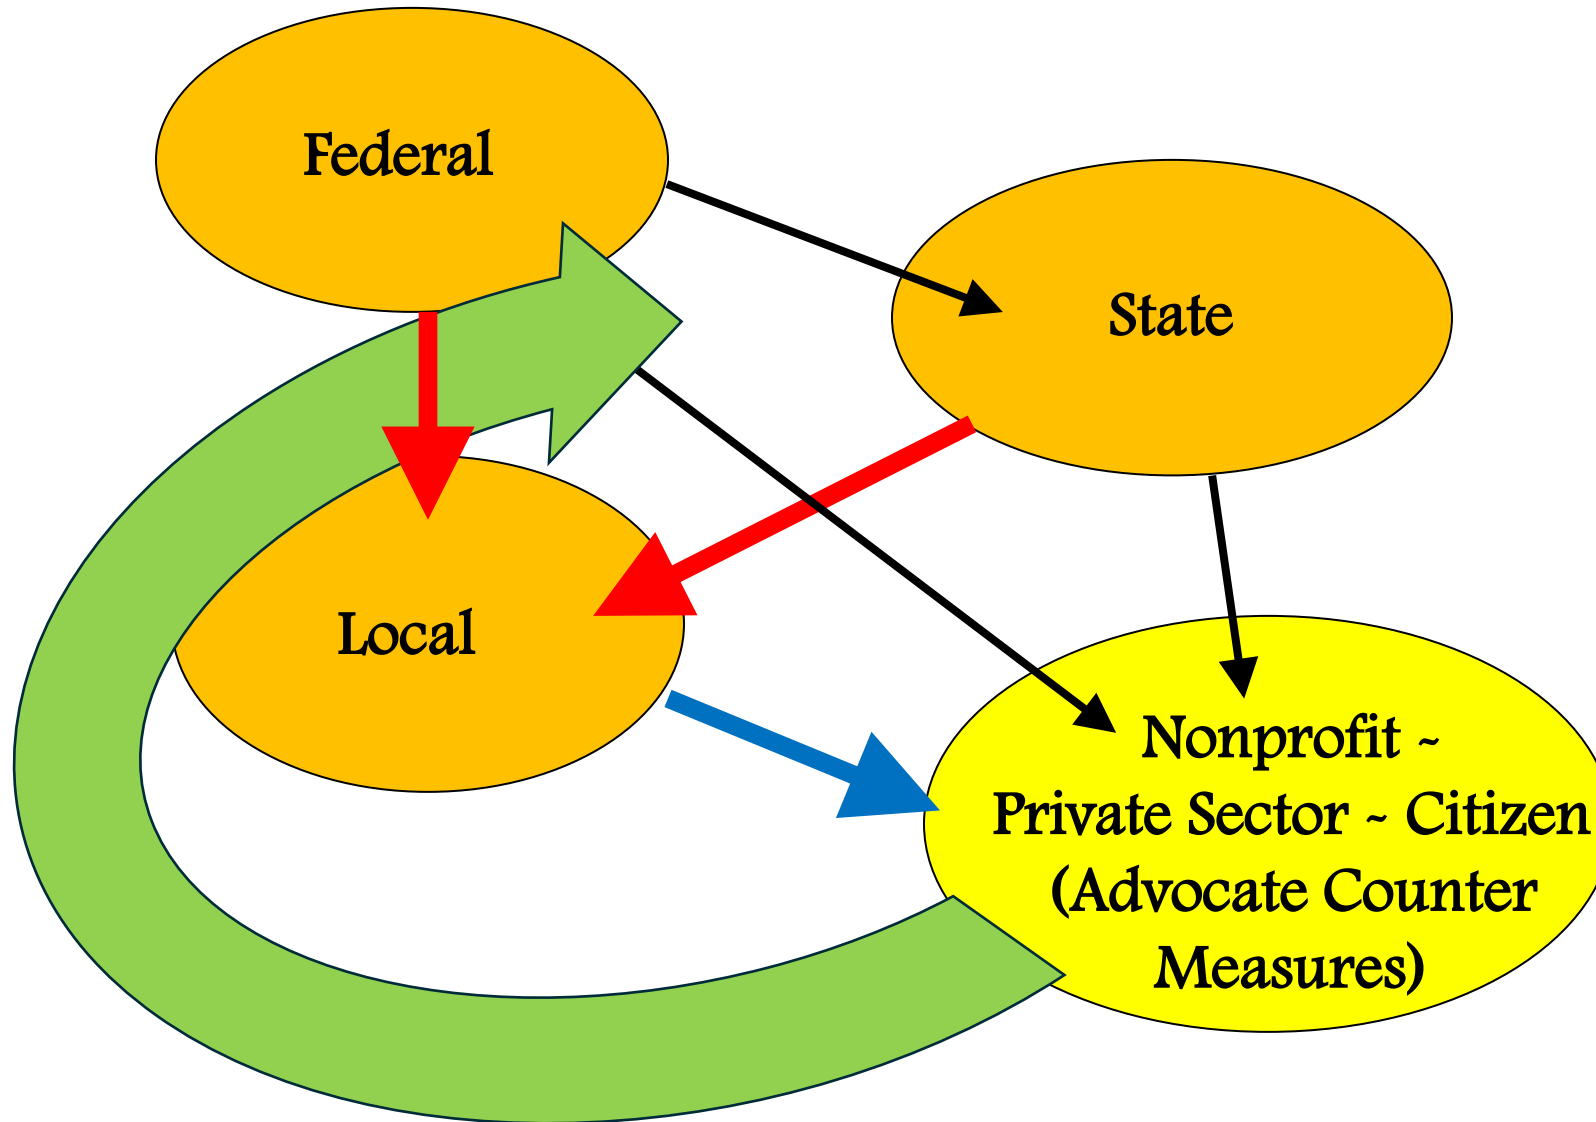 Federal
State
Local
Nonprofit ~
Private Sector ~ Citizen
(Advocate Counter
Measures)